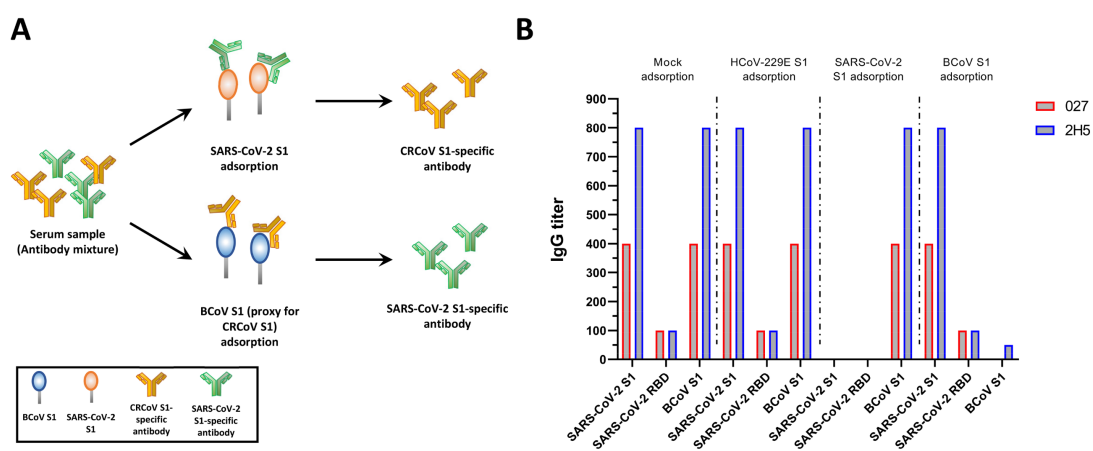 A
SARS-CoV-2 S1
adsorption
CRCoV S1-specific
antibody
Serum sample
(Antibody mixture)
BCoV S1 (proxy for
CRCoV S1)
adsorption
SARS-CoV-2 S1-specific
antibody
BCoV S1
SARS-CoV-2
S1
CRCoV S1-
specific
antibody
SARS-CoV-2
S1-specific
antibody
B
Mock
adsorption
HCoV-229E S1
adsorption
SARS-CoV-2
S1 adsorption
BCoV S1
adsorption
027
2H5
IgG titer
900
800
700
600
500
400
300
200
100
0
SARS-CoV-2 S1
SARS-CoV-2 RBD
BCoV S1
SARS-CoV-2 S1
SARS-CoV-2 RBD
BCoV S1
SARS-CoV-2 S1
SARS-CoV-2 RBD
BCoV S1
SARS-CoV-2 S1
SARS-CoV-2 RBD
BCoV S1